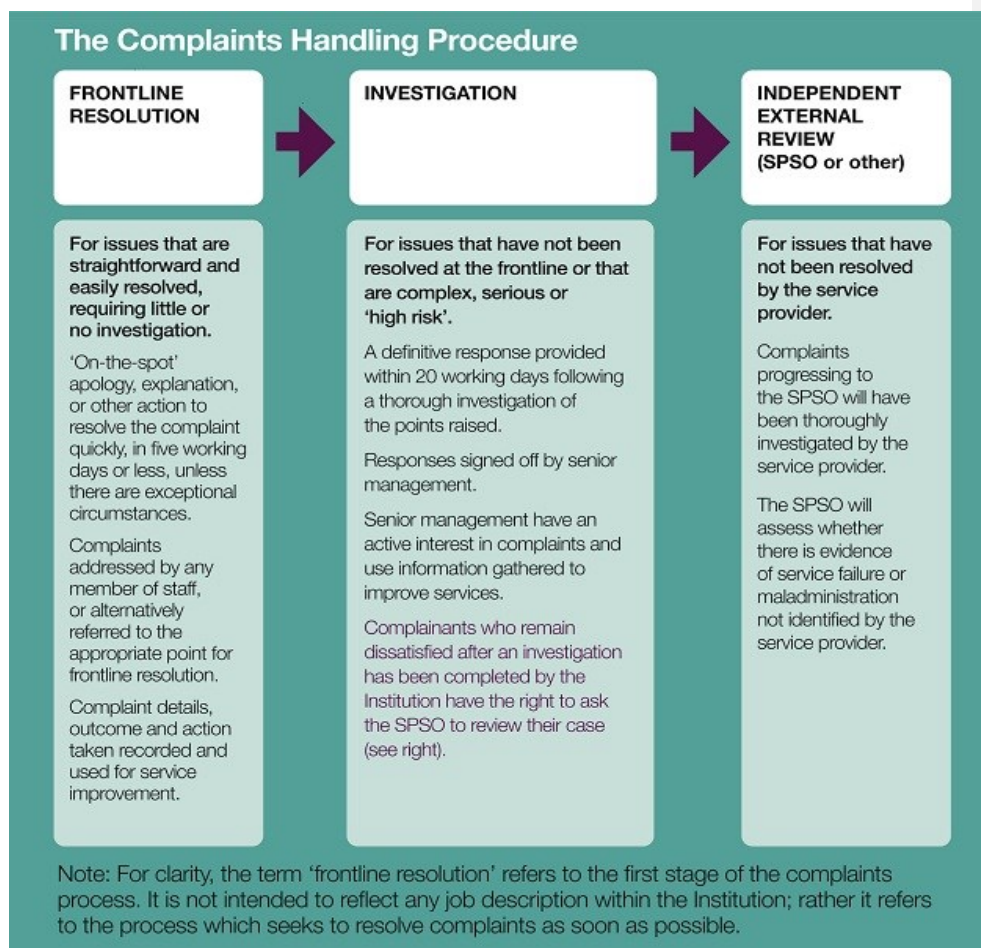 The Complaints Handling Procedure
FRONTLINE
RESOLUTION
INVESTIGATION
INDEPENDENT
EXTERNAL
REVIEW
(SPSO or other)
For issues that are
straightforward and
easily resolved,
requiring little or
no investigation.
‘On-the-spot’
apology, explanation,
or other action to
resolve the complaint
quickly, in five working
days or less, unless
there are exceptional
circumstances.
Complaints
addressed by any
member of staff,
or alternatively
referred to the
appropriate point for
frontline resolution.
Complaint details,
outcome and action
taken recorded and
used for service
improvement.
For issues that have not been
resolved at the frontline or that
are complex, serious or
‘high risk’.
A definitive response provided
within 20 working days following
a thorough investigation of
the points raised.
Responses signed off by senior
management.
Senior management have an
active interest in complaints and
use information gathered to
improve services.
Complainants who remain
dissatisfied after an investigation
has been completed by the
Institution have the right to ask
the SPSO to review their case
(see right).
For issues that have
not been resolved
by the service
provider.
Complaints
progressing to
the SPSO will have
been thoroughly
investigated by the
service provider.
The SPSO will
assess whether
there is evidence
of service failure or
maladministration
not identified by the
service provider.
Note: For clarity, the term ‘frontline resolution’ refers to the first stage of the complaints
process. It is not intended to reflect any job description within the Institution; rather it refers
to the process which seeks to resolve complaints as soon as possible.